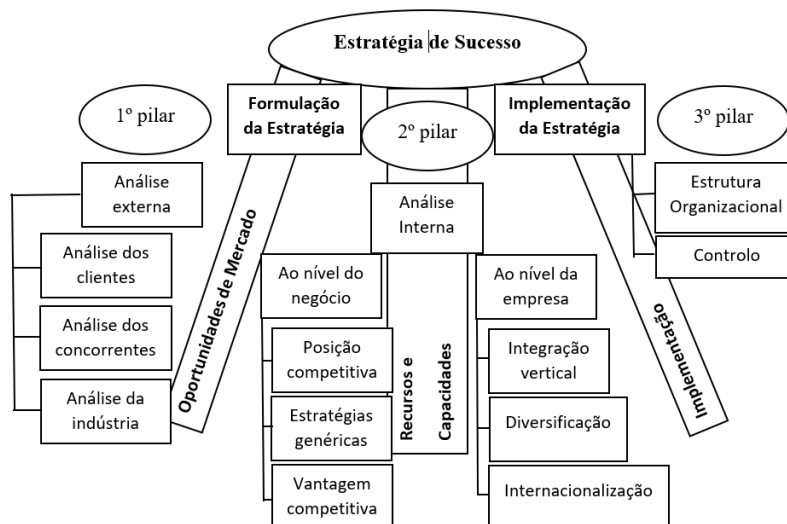 Estratégia de Sucesso
1º pilar
Formulação
da Estratégia
2º pilar
Implementação
da Estratégia
3º pilar
Análise
externa
Análise dos
clientes
Análise dos
concorrentes
Análise da
indústria
Oportunidades de Mercado
Análise
Interna
Ao nível do
negócio
Posição
competitiva
Estratégias
genéricas
Vantagem
competitiva
Recursos e
Capacidades
Ao nível da
empresa
Integração
vertical
Diversificação
Internacionalização
Implementação
Estrutura
Organizacional
Controlo